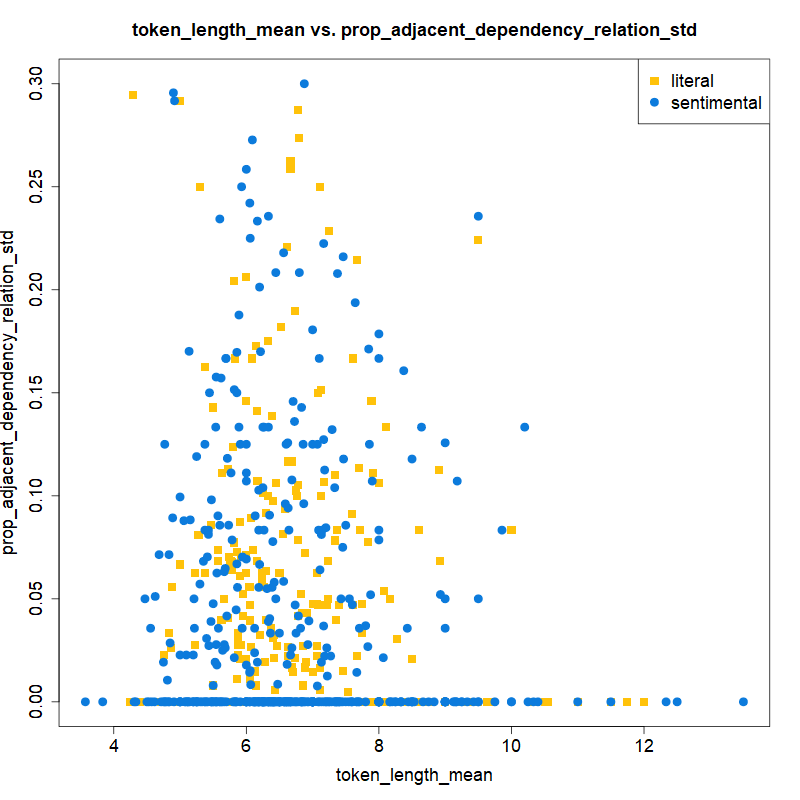 token_length_mean vs. prop_adjacent_dependency_relation_std
literal
sentimental
prop_adjacent_dependency_relation_std
0.30
0.25
0.20
0.15
0.10
0.05
0.00
4
6
8
10
12
token_length_mean